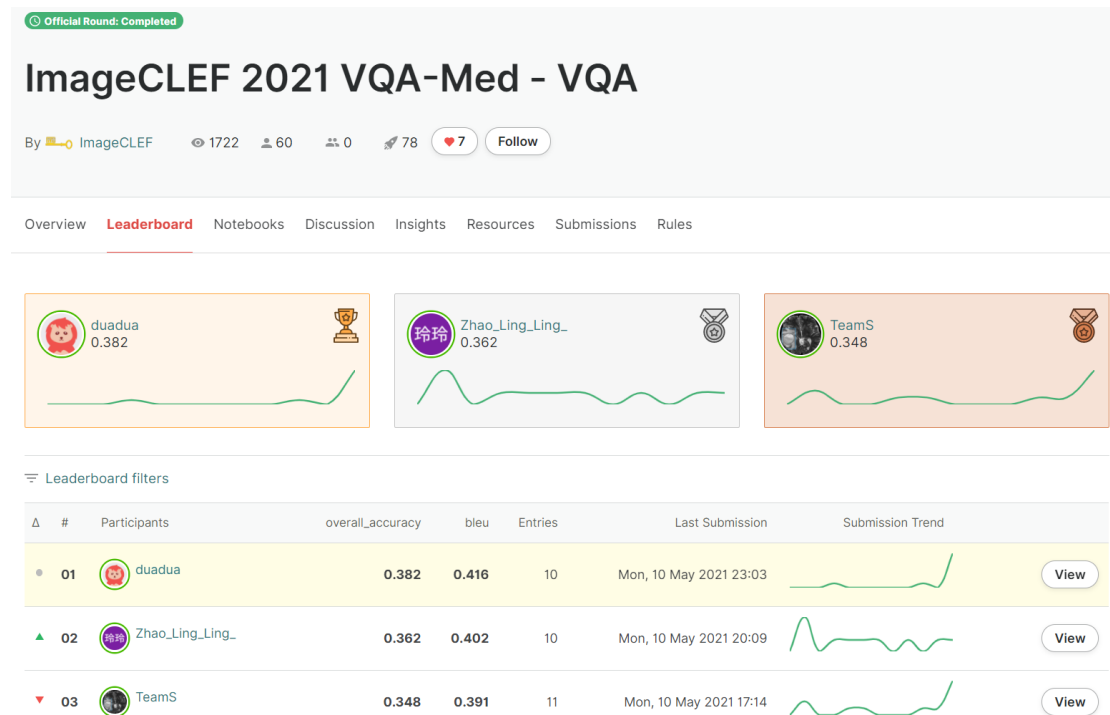 Official Round: Completed
ImageCLEF 2021 VQA-Med - VQA
By ImageCLEF 1722 60 0 78 7 Follow
Overview Leaderboard Notebooks Discussion Insights Resources Submissions Rules
duadua
0.382
玲玲
Zhao_Ling_Ling_
0.362
TeamS
0.348
Leaderboard filters
Δ # Participants overall_accuracy bleu Entries Last Submission Submission Trend
01 duadua 0.382 0.416 10 Mon, 10 May 2021 23:03 View
02 玲玲 Zhao_Ling_Ling_ 0.362 0.402 10 Mon, 10 May 2021 20:09 View
03 TeamS 0.348 0.391 11 Mon, 10 May 2021 17:14 View